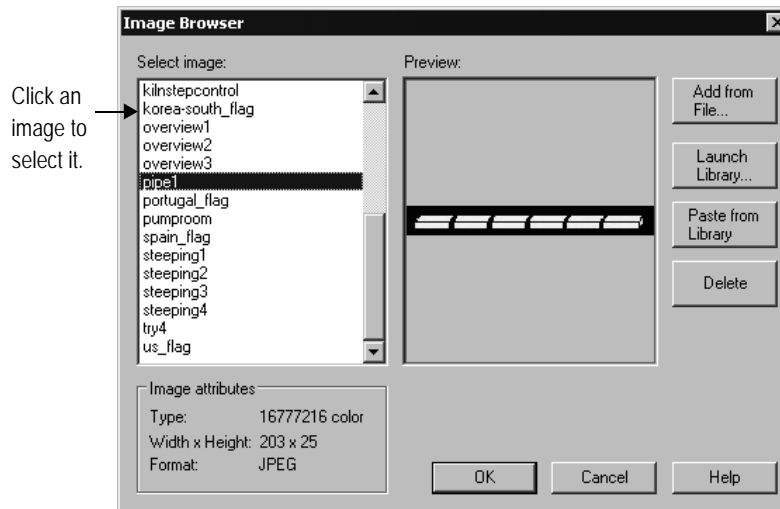 Image Browser
Click an
image to
select it.
Select image:
kilnstepcontrol
korea-south_flag
overview1
overview2
overview3
pipe1
portugal_flag
pumproom
spain_flag
steeping1
steeping2
steeping3
steeping4
try4
us_flag
Preview:
Add from
File...
Launch
Library...
Paste from
Library
Delete
Image attributes
Type: 16777216 color
Width x Height: 203 x 25
Format: JPEG
OK
Cancel
Help